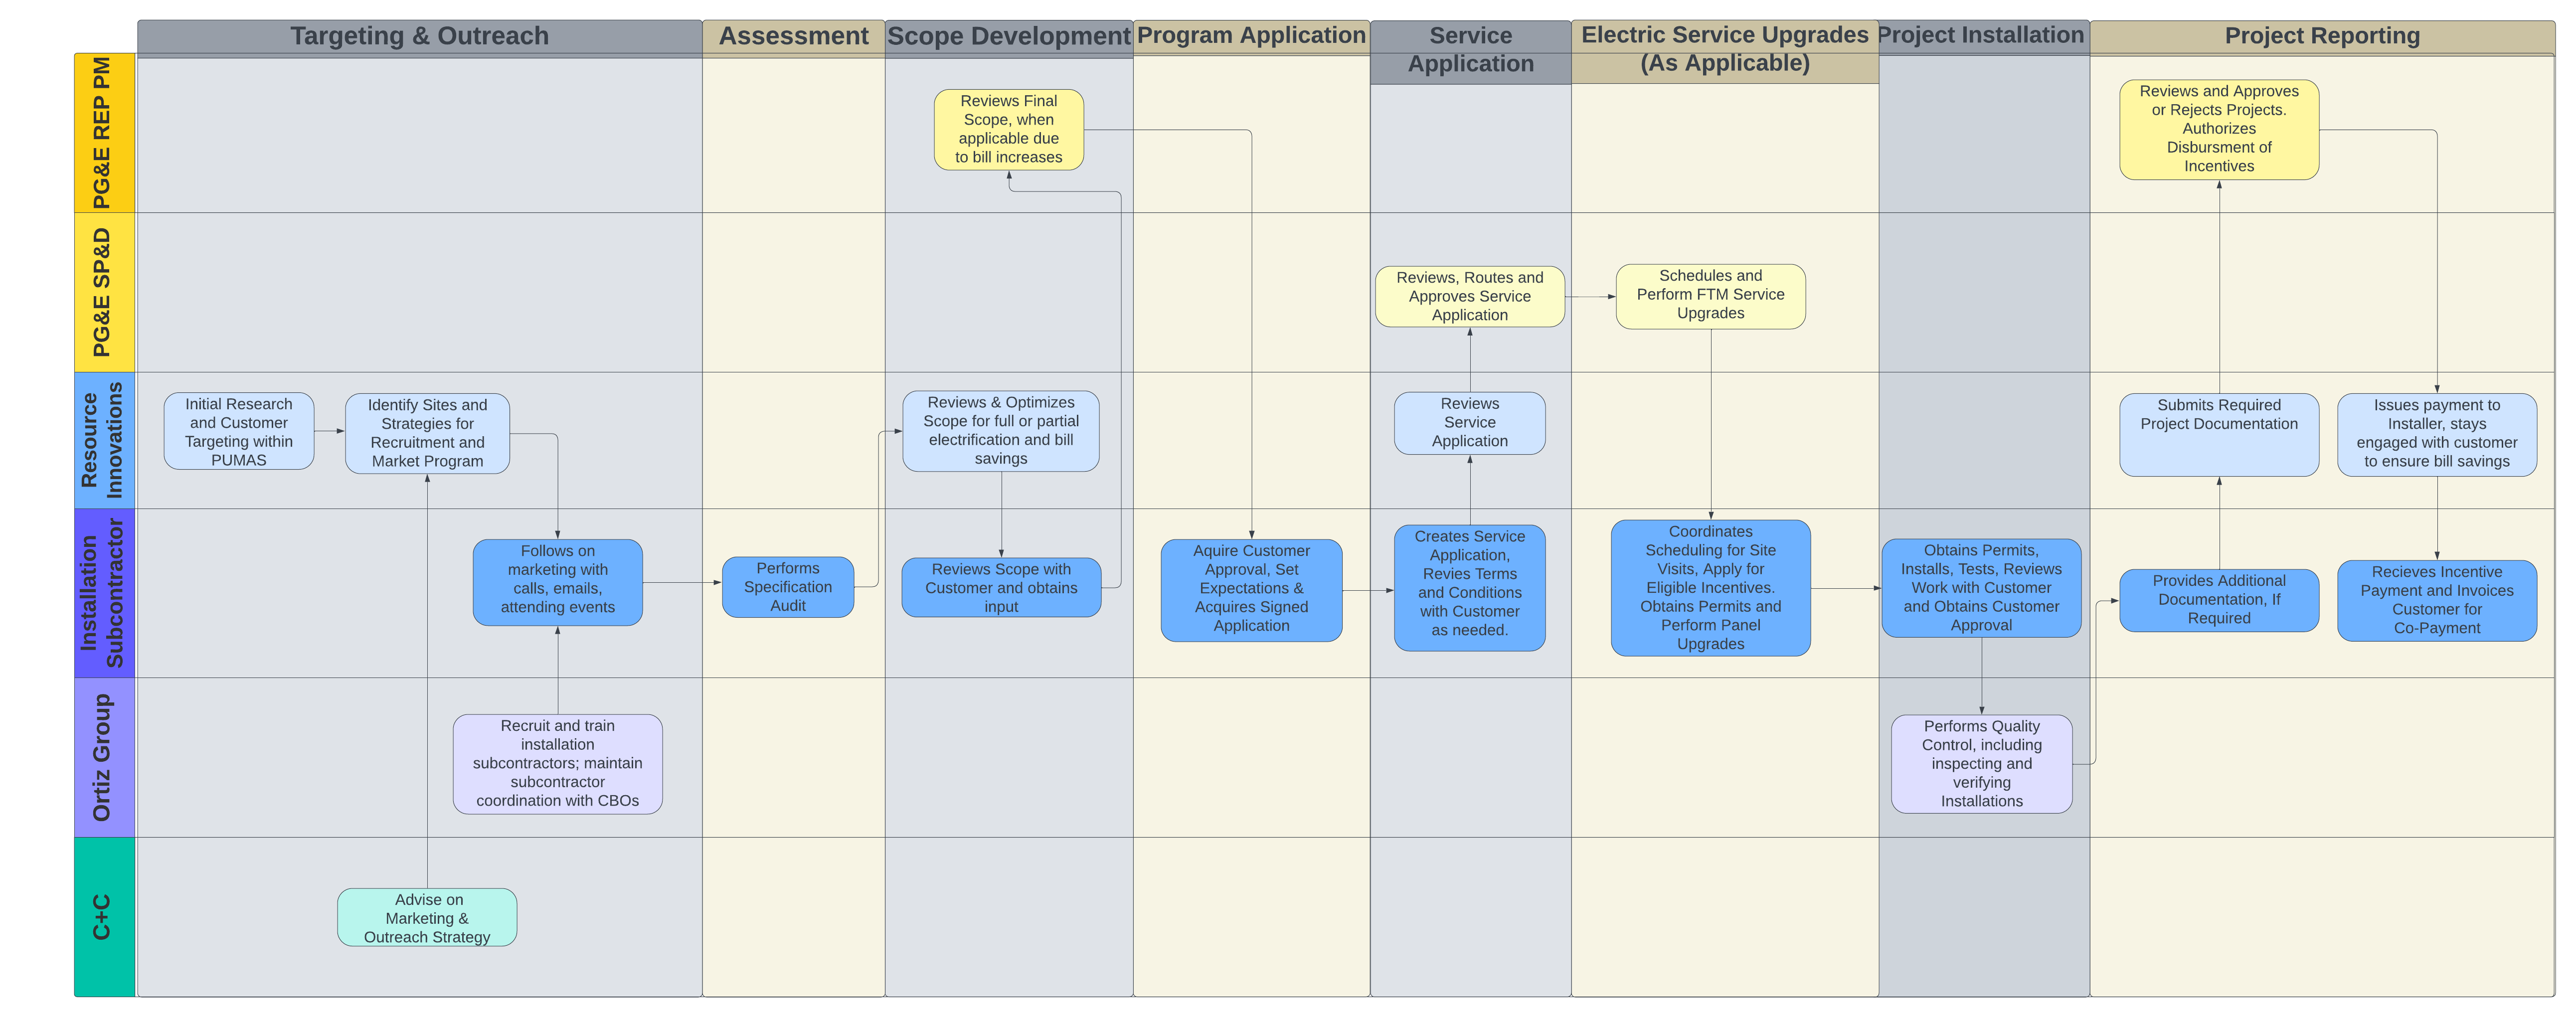 Targeting & Outreach
Assessment
Scope Development
Program Application
Service
Application
Electric Service Upgrades
(As Applicable)
Project Installation
Project Reporting
PG&E REP PM
Reviews Final
Scope, when
applicable due
to bill increases
Reviews and Approves
or Rejects Projects.
Authorizes
Disbursment of
Incentives
PG&E SP&D
Reviews, Routes and
Approves Service
Application
Schedules and
Perform FTM Service
Upgrades
Resource
Innovations
Initial Research
and Customer
Targeting within
PUMAS
Identify Sites and
Strategies for
Recruitment and
Market Program
Reviews & Optimizes
Scope for full or partial
electrification and bill
savings
Reviews
Service
Application
Submits Required
Project Documentation
Issues payment to
Installer, stays
engaged with customer
to ensure bill savings
Installation
Subcontractor
Follows on
marketing with
calls, emails,
attending events
Performs
Specification
Audit
Reviews Scope with
Customer and obtains
input
Aquire Customer
Approval, Set
Expectations &
Acquires Signed
Application
Creates Service
Application,
Revies Terms
and Conditions
with Customer
as needed.
Coordinates
Scheduling for Site
Visits, Apply for
Eligible Incentives.
Obtains Permits and
Perform Panel
Upgrades
Obtains Permits,
Installs, Tests, Reviews
Work with Customer
and Obtains Customer
Approval
Provides Additional
Documentation, If
Required
Recieves Incentive
Payment and Invoices
Customer for
Co-Payment
Ortiz Group
Recruit and train
installation
subcontractors; maintain
subcontractor
coordination with CBOs
Performs Quality
Control, including
inspecting and
verifying
Installations
C+C
Advise on
Marketing &
Outreach Strategy